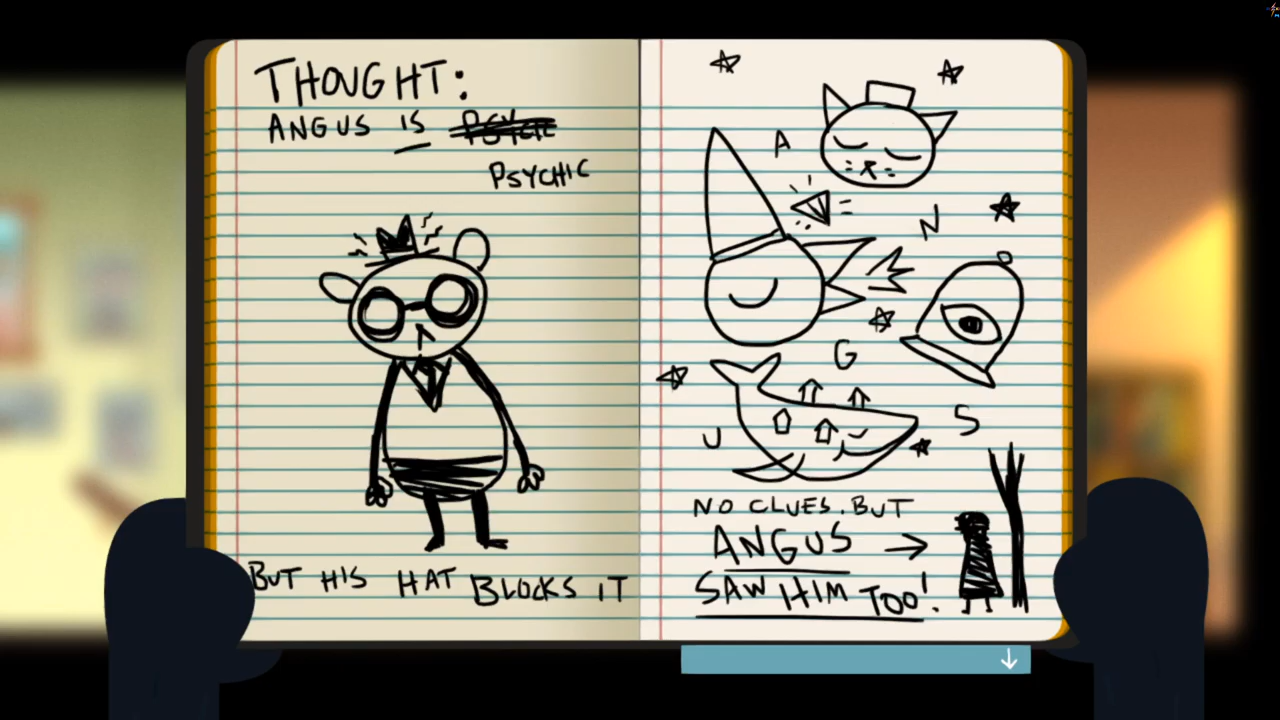 THOUGHT:
ANGUS IS
PSYCHIC
BUT HIS HAT BLOCKS IT
A
N
G
U
S
NO CLUES. BUT
ANGUS →
SAW HIM TOO!